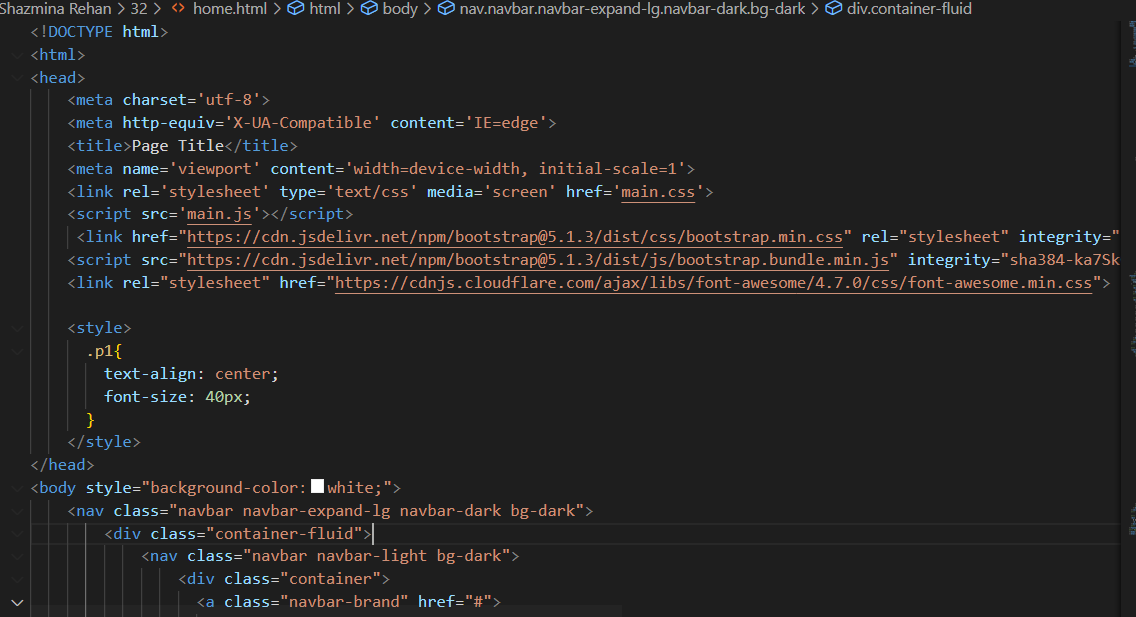 Shazmina Rehan > 32 > <> home.html > html > body > nav.navbar.navbar-expand-lg.navbar-dark.bg-dark > div.container-fluid
<!DOCTYPE html>
<html>
<head>
<meta charset='utf-8'>
<meta http-equiv='X-UA-Compatible' content='IE=edge'>
<title>Page Title</title>
<meta name='viewport' content='width=device-width, initial-scale=1'>
<link rel='stylesheet' type='text/css' media='screen' href='main.css'>
<script src='main.js'></script>
<link href="https://cdn.jsdelivr.net/npm/bootstrap@5.1.3/dist/css/bootstrap.min.css" rel="stylesheet" integrity="
<script src="https://cdn.jsdelivr.net/npm/bootstrap@5.1.3/dist/js/bootstrap.bundle.min.js" integrity="sha384-ka7Sk
<link rel="stylesheet" href="https://cdnjs.cloudflare.com/ajax/libs/font-awesome/4.7.0/css/font-awesome.min.css">
<style>
.p1{
text-align: center;
font-size: 40px;
}
</style>
</head>
<body style="background-color: white;">
<nav class="navbar navbar-expand-lg navbar-dark bg-dark">
<div class="container-fluid">
<nav class="navbar navbar-light bg-dark">
<div class="container">
<a class="navbar-brand" href="#">